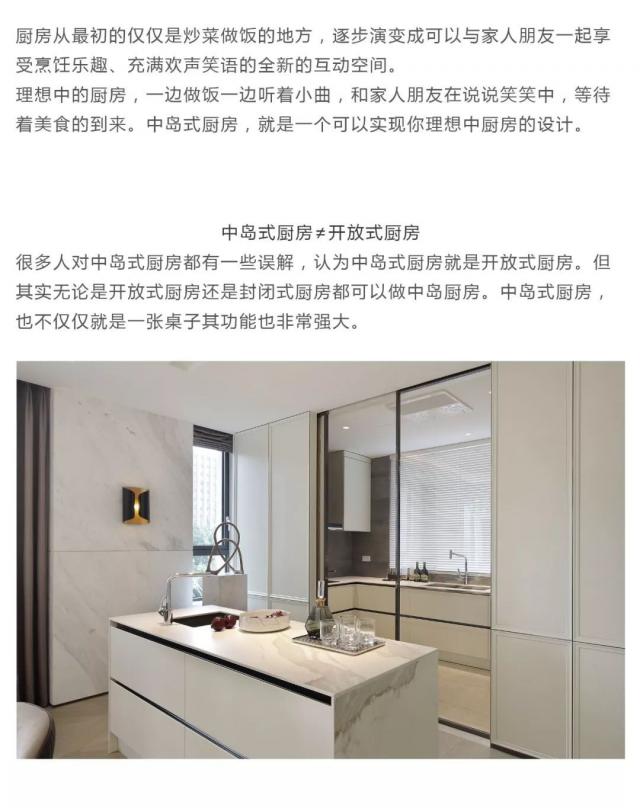 厨房从最初的仅仅是炒菜做饭的地方，逐步演变成可以与家人朋友一起享
受烹饪乐趣、充满欢声笑语的全新的互动空间。
理想中的厨房，一边做饭一边听着小曲，和家人朋友在说说笑笑中，等待
着美食的到来。中岛式厨房，就是一个可以实现你理想中厨房的设计。
中岛式厨房≠开放式厨房
很多人对中岛式厨房都有一些误解，认为中岛式厨房就是开放式厨房。但
其实无论是开放式厨房还是封闭式厨房都可以做中岛厨房。中岛式厨房，
也不仅仅就是一张桌子其功能也非常强大。